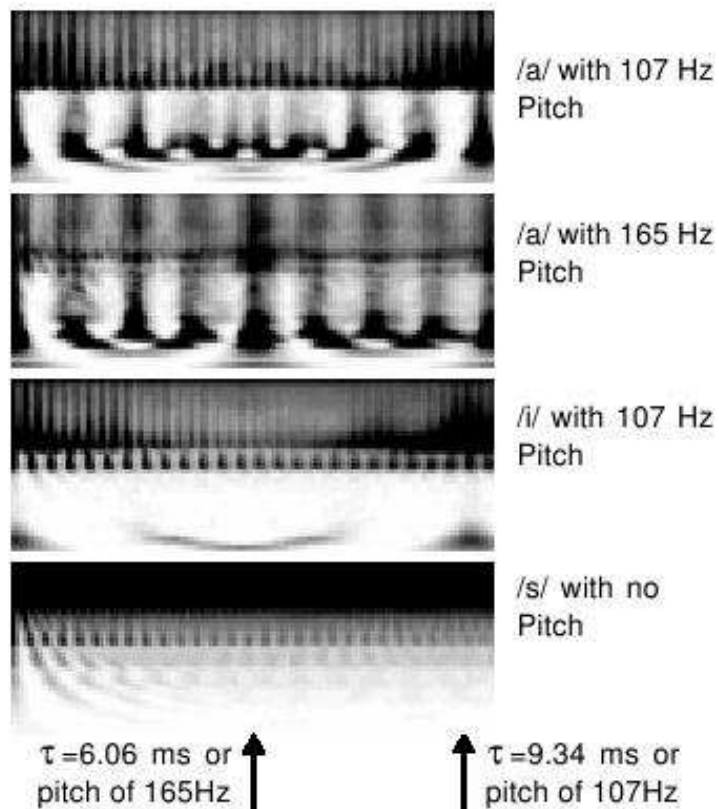 /a/ with 107 Hz
Pitch
/a/ with 165 Hz
Pitch
/i/ with 107 Hz
Pitch
/s/ with no
Pitch
τ=6.06 ms or
pitch of 165Hz
τ=9.34 ms or
pitch of 107Hz